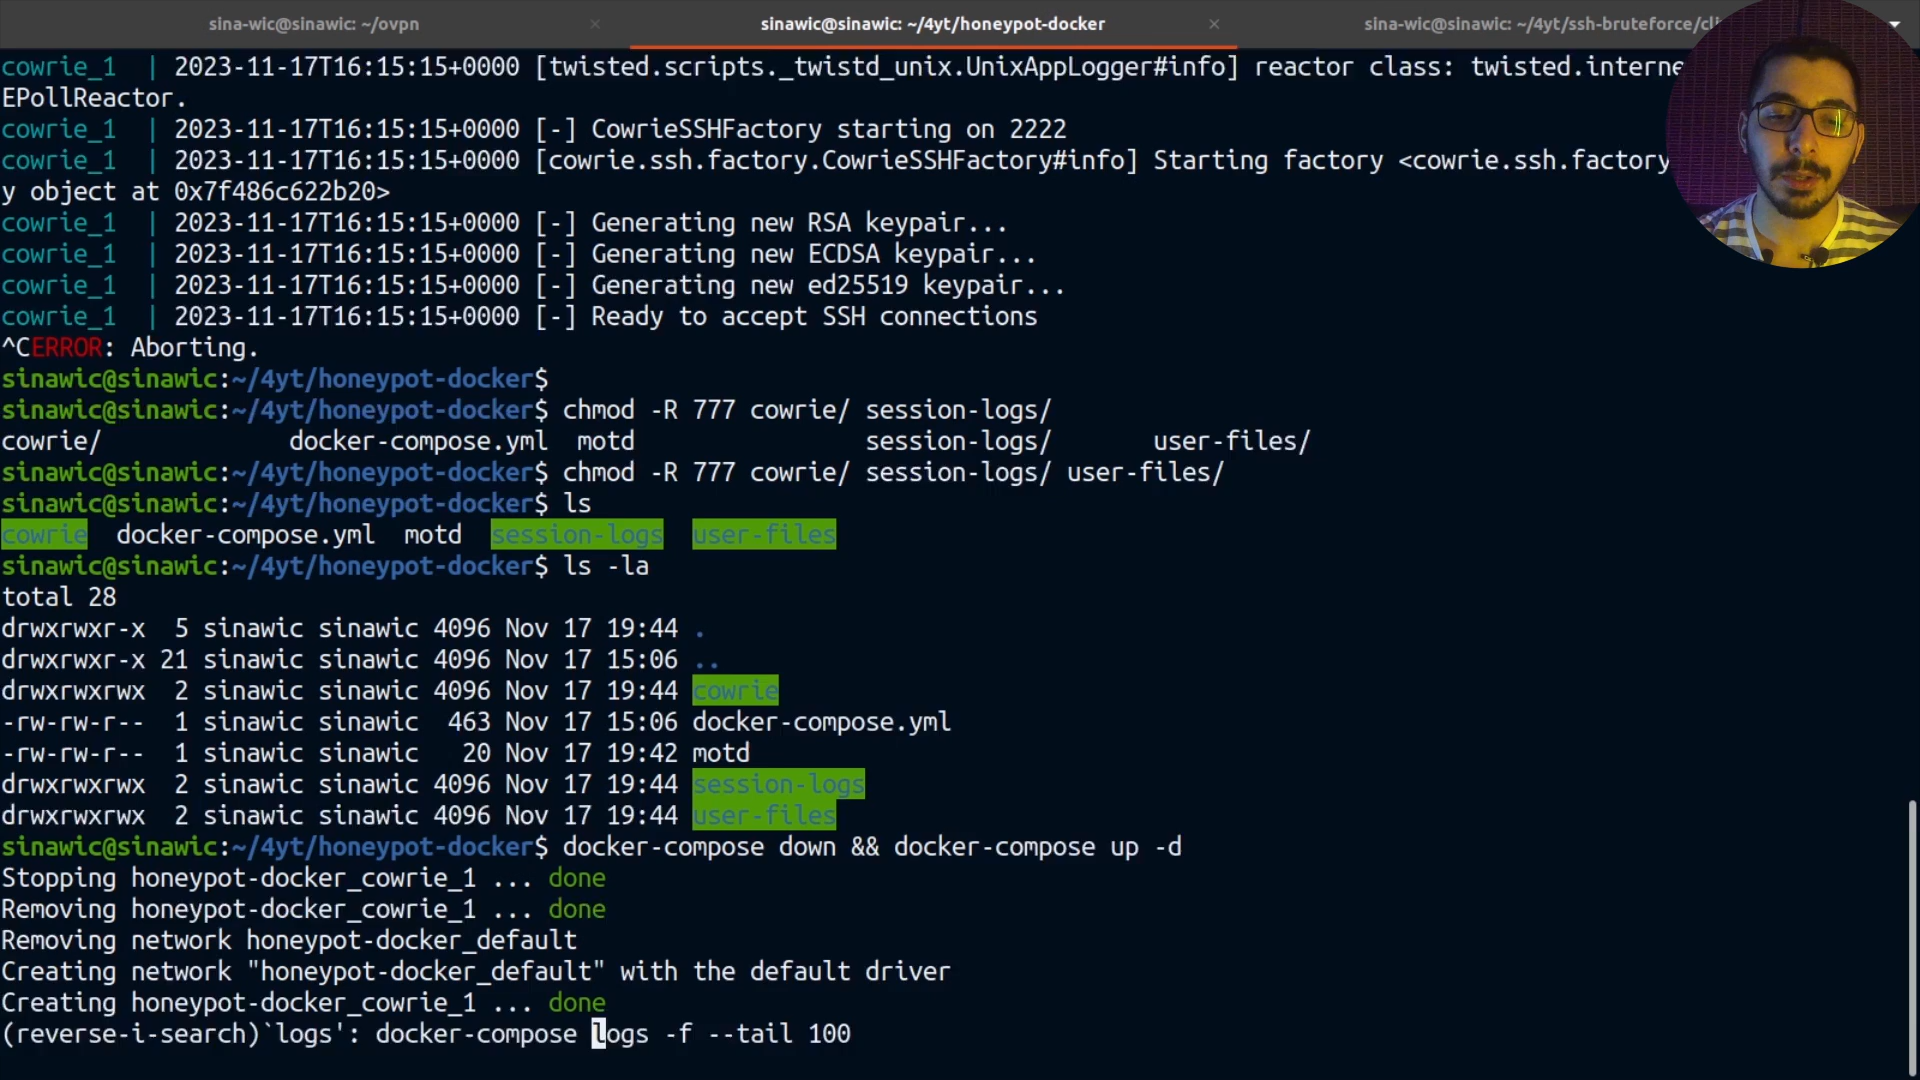 sina-wic@sinawic: ~/ovpn
sinawic@sinawic: ~/4yt/honeypot-docker
sina-wic@sinawic: ~/4yt/ssh-bruteforce/cli
cowrie_1 | 2023-11-17T16:15:15+0000 [twisted.scripts._twistd_unix.UnixAppLogger#info] reactor class: twisted.interne
EPollReactor.
cowrie_1 | 2023-11-17T16:15:15+0000 [-] CowrieSSHFactory starting on 2222
cowrie_1 | 2023-11-17T16:15:15+0000 [cowrie.ssh.factory.CowrieSSHFactory#info] Starting factory <cowrie.ssh.factory
y object at 0x7f486c622b20>
cowrie_1 | 2023-11-17T16:15:15+0000 [-] Generating new RSA keypair...
cowrie_1 | 2023-11-17T16:15:15+0000 [-] Generating new ECDSA keypair...
cowrie_1 | 2023-11-17T16:15:15+0000 [-] Generating new ed25519 keypair...
cowrie_1 | 2023-11-17T16:15:15+0000 [-] Ready to accept SSH connections
^CERROR: Aborting.
sinawic@sinawic:~/4yt/honeypot-docker$
sinawic@sinawic:~/4yt/honeypot-docker$ chmod -R 777 cowrie/ session-logs/
cowrie/ docker-compose.yml motd session-logs/ user-files/
sinawic@sinawic:~/4yt/honeypot-docker$ chmod -R 777 cowrie/ session-logs/ user-files/
sinawic@sinawic:~/4yt/honeypot-docker$ ls
cowrie docker-compose.yml motd session-logs user-files
sinawic@sinawic:~/4yt/honeypot-docker$ ls -la
total 28
drwxrwxr-x 5 sinawic sinawic 4096 Nov 17 19:44 .
drwxrwxr-x 21 sinawic sinawic 4096 Nov 17 15:06 ..
drwxrwxrwx 2 sinawic sinawic 4096 Nov 17 19:44 cowrie
-rw-rw-r-- 1 sinawic sinawic 463 Nov 17 15:06 docker-compose.yml
-rw-rw-r-- 1 sinawic sinawic 20 Nov 17 19:42 motd
drwxrwxrwx 2 sinawic sinawic 4096 Nov 17 19:44 session-logs
drwxrwxrwx 2 sinawic sinawic 4096 Nov 17 19:44 user-files
sinawic@sinawic:~/4yt/honeypot-docker$ docker-compose down && docker-compose up -d
Stopping honeypot-docker_cowrie_1 ... done
Removing honeypot-docker_cowrie_1 ... done
Removing network honeypot-docker_default
Creating network "honeypot-docker_default" with the default driver
Creating honeypot-docker_cowrie_1 ... done
(reverse-i-search)`logs': docker-compose logs -f --tail 100